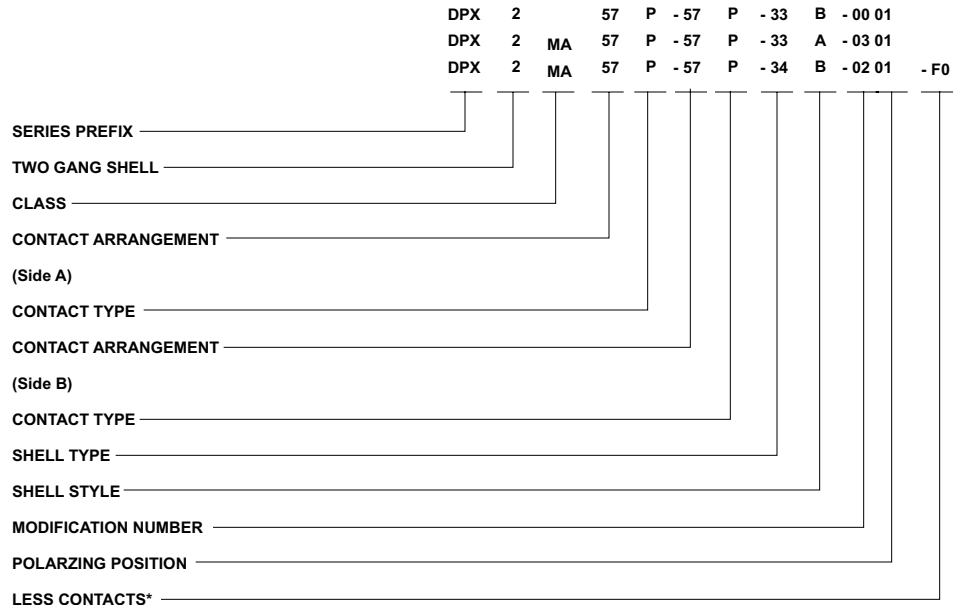 DPX 2 57 P - 57 P - 33 B - 00 01
DPX 2 MA 57 P - 57 P - 33 A - 03 01
DPX 2 MA 57 P - 57 P - 34 B - 02 01 - F0
SERIES PREFIX
TWO GANG SHELL
CLASS
CONTACT ARRANGEMENT
(Side A)
CONTACT TYPE
CONTACT ARRANGEMENT
(Side B)
CONTACT TYPE
SHELL TYPE
SHELL STYLE
MODIFICATION NUMBER
POLARZING POSITION
LESS CONTACTS*